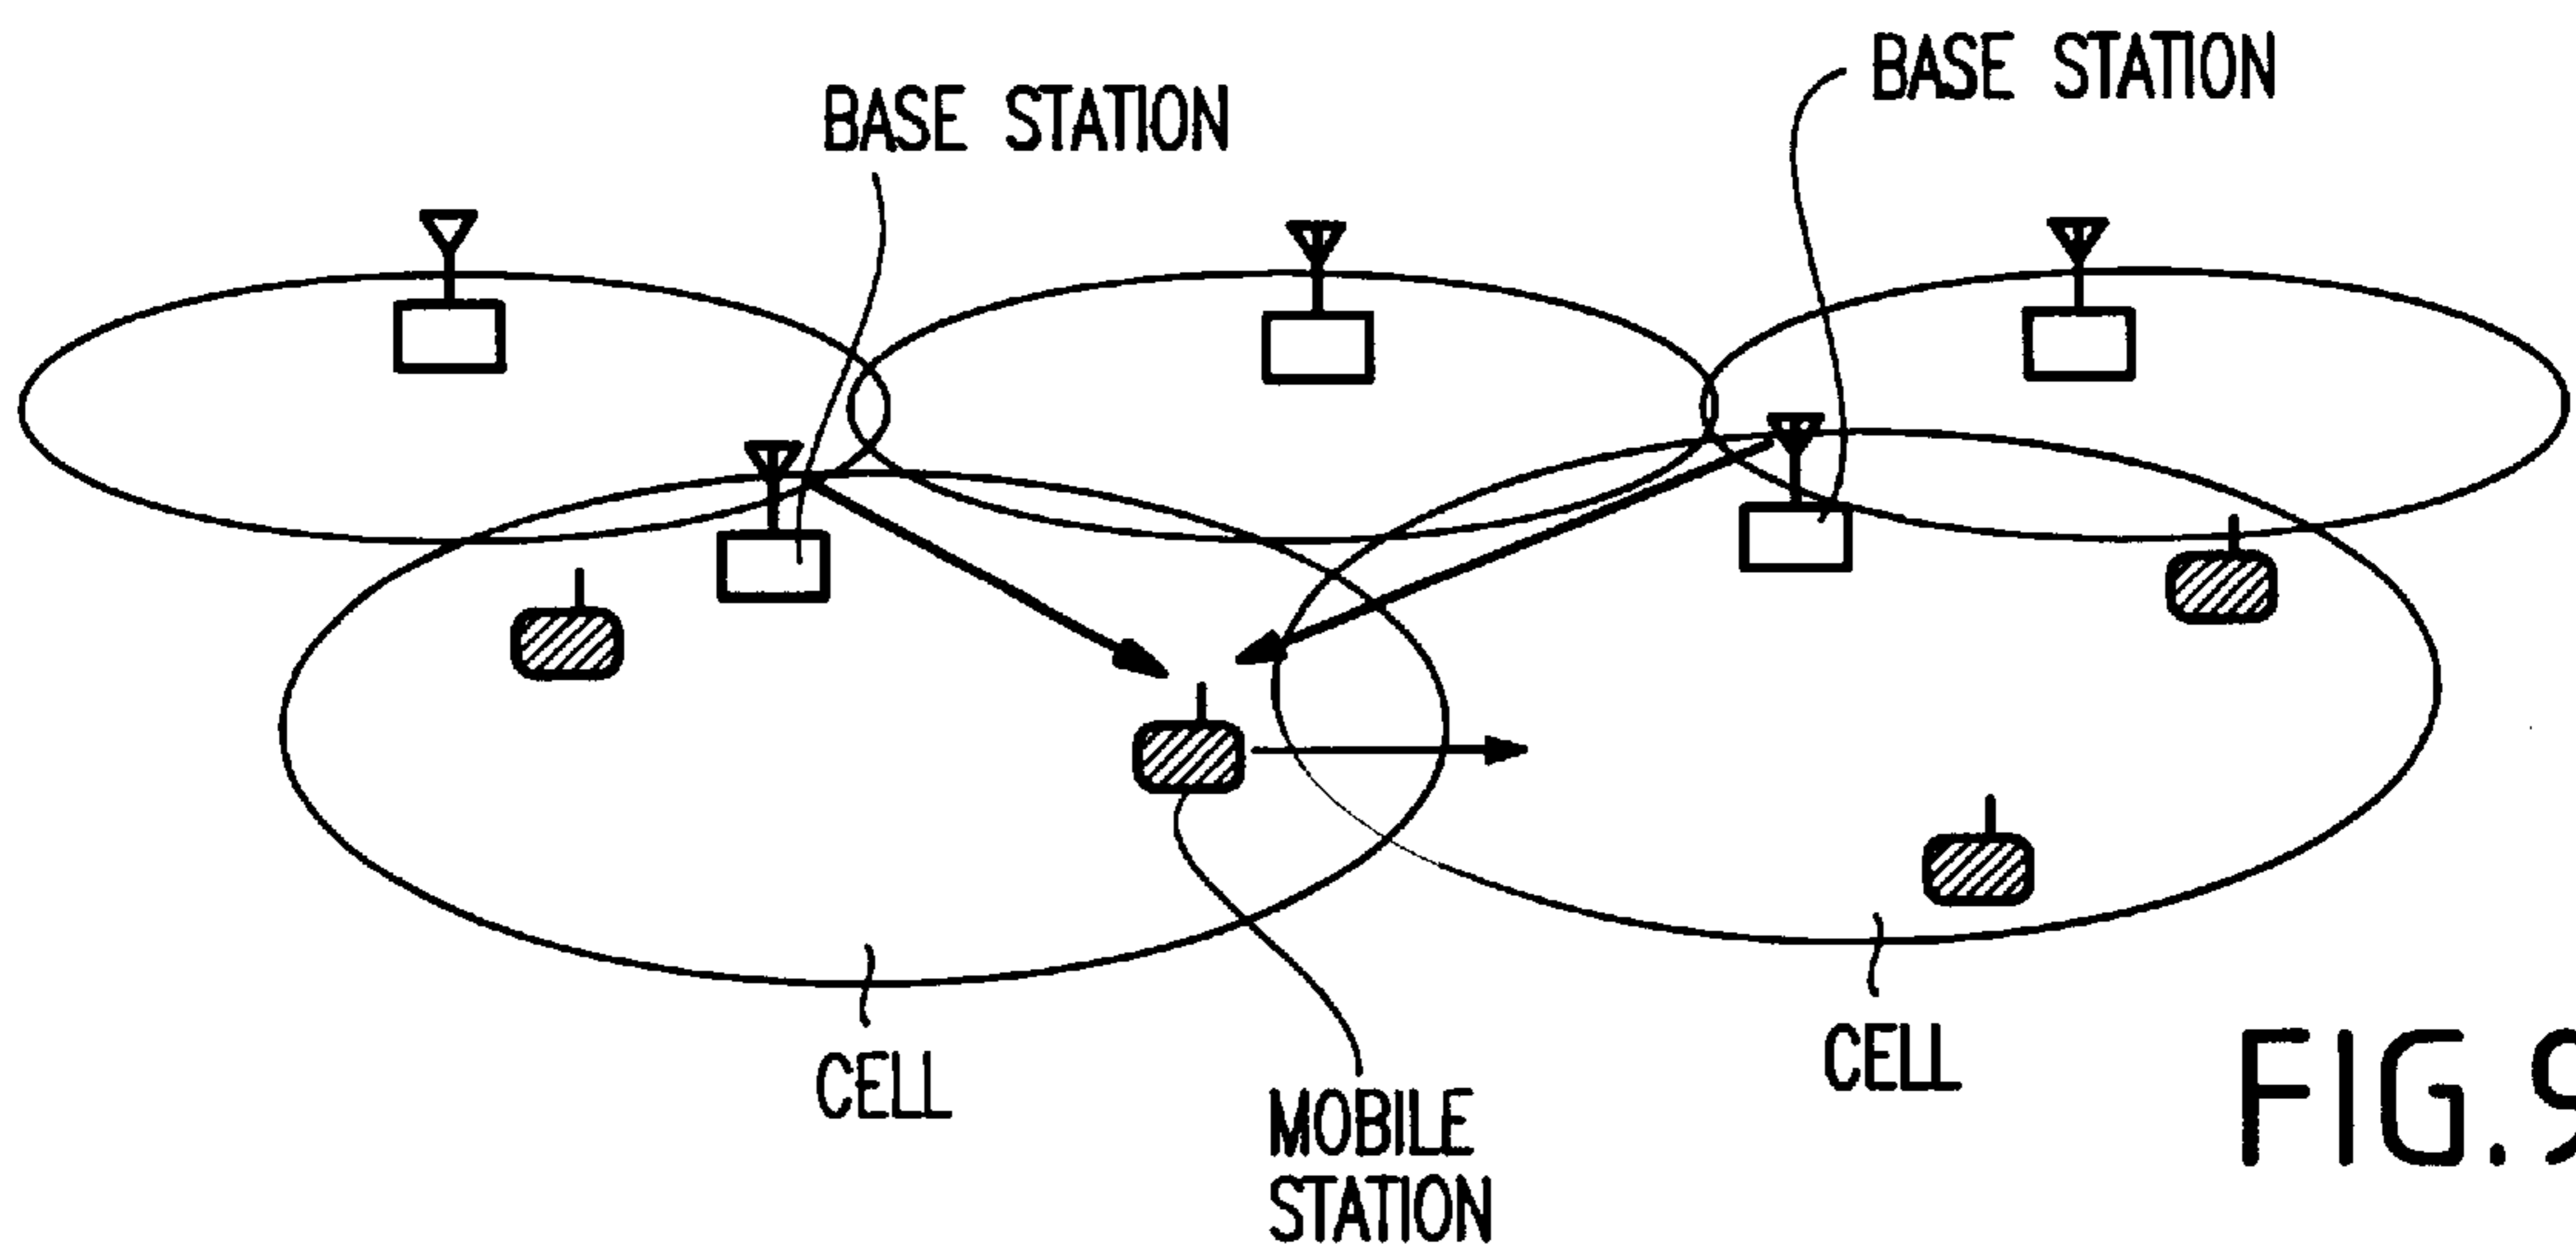 BASE STATION
BASE STATION
CELL
CELL
MOBILE
STATION
FIG.9